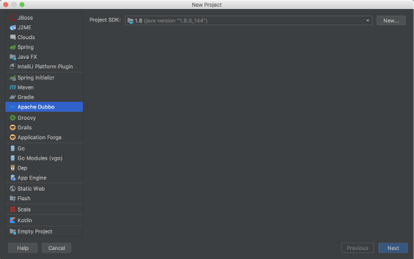 New Project
JBoss
J2ME
Clouds
Spring
Java FX
IntelliJ Platform Plugin
Spring Initializr
Maven
Gradle
Apache Dubbo
Groovy
Grails
Application Forge
Go
Go Modules (vgo)
Dep
App Engine
Static Web
Flash
Scala
Kotlin
Empty Project
Project SDK: 1.8 (java version "1.8.0_144") New...
Help Cancel Previous Next